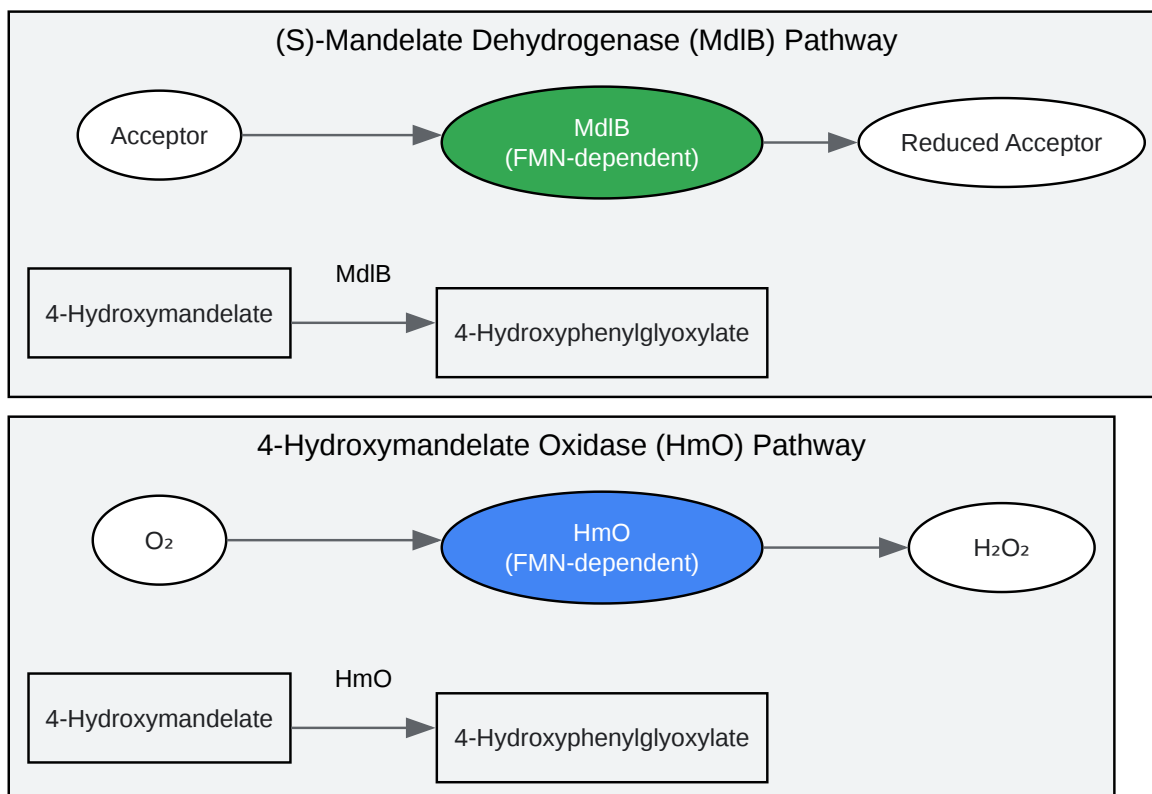 (S)-Mandelate Dehydrogenase (MdlB) Pathway
Acceptor
MdlB
(FMN-dependent)
Reduced Acceptor
MdlB
4-Hydroxymandelate
4-Hydroxyphenylglyoxylate
4-Hydroxymandelate Oxidase (HmO) Pathway
O₂
HmO
(FMN-dependent)
H₂O₂
HmO
4-Hydroxymandelate
4-Hydroxyphenylglyoxylate